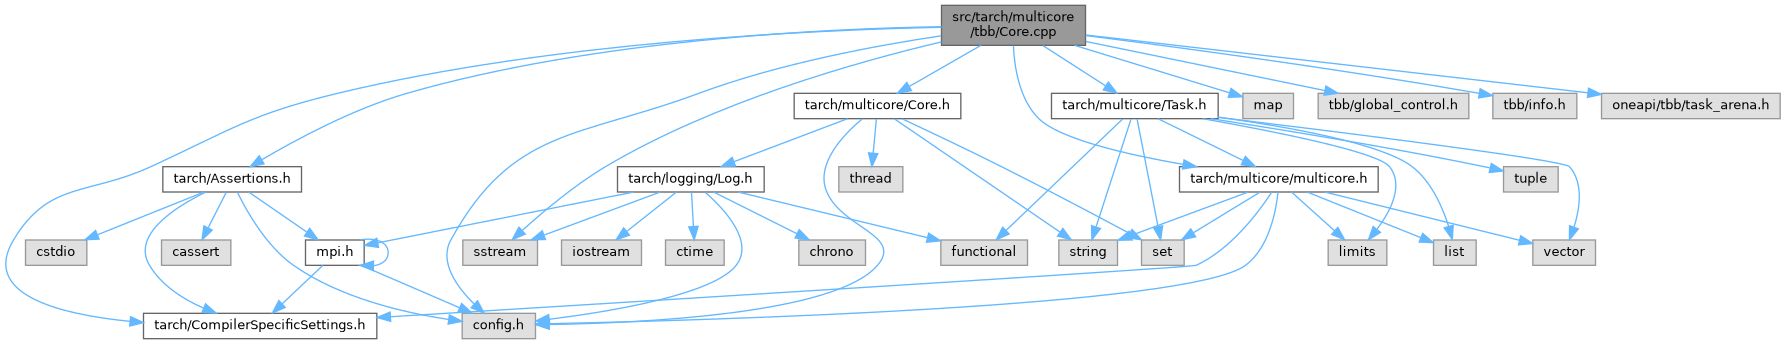 src/tarch/multicore
/tbb/Core.cpp
tarch/multicore/Core.h
tarch/multicore/Task.h
map
tbb/global_control.h
tbb/info.h
oneapi/tbb/task_arena.h
tarch/Assertions.h
tarch/logging/Log.h
thread
tarch/multicore/multicore.h
tuple
cstdio
cassert
mpi.h
sstream
iostream
ctime
chrono
functional
string
set
limits
list
vector
tarch/CompilerSpecificSettings.h
config.h